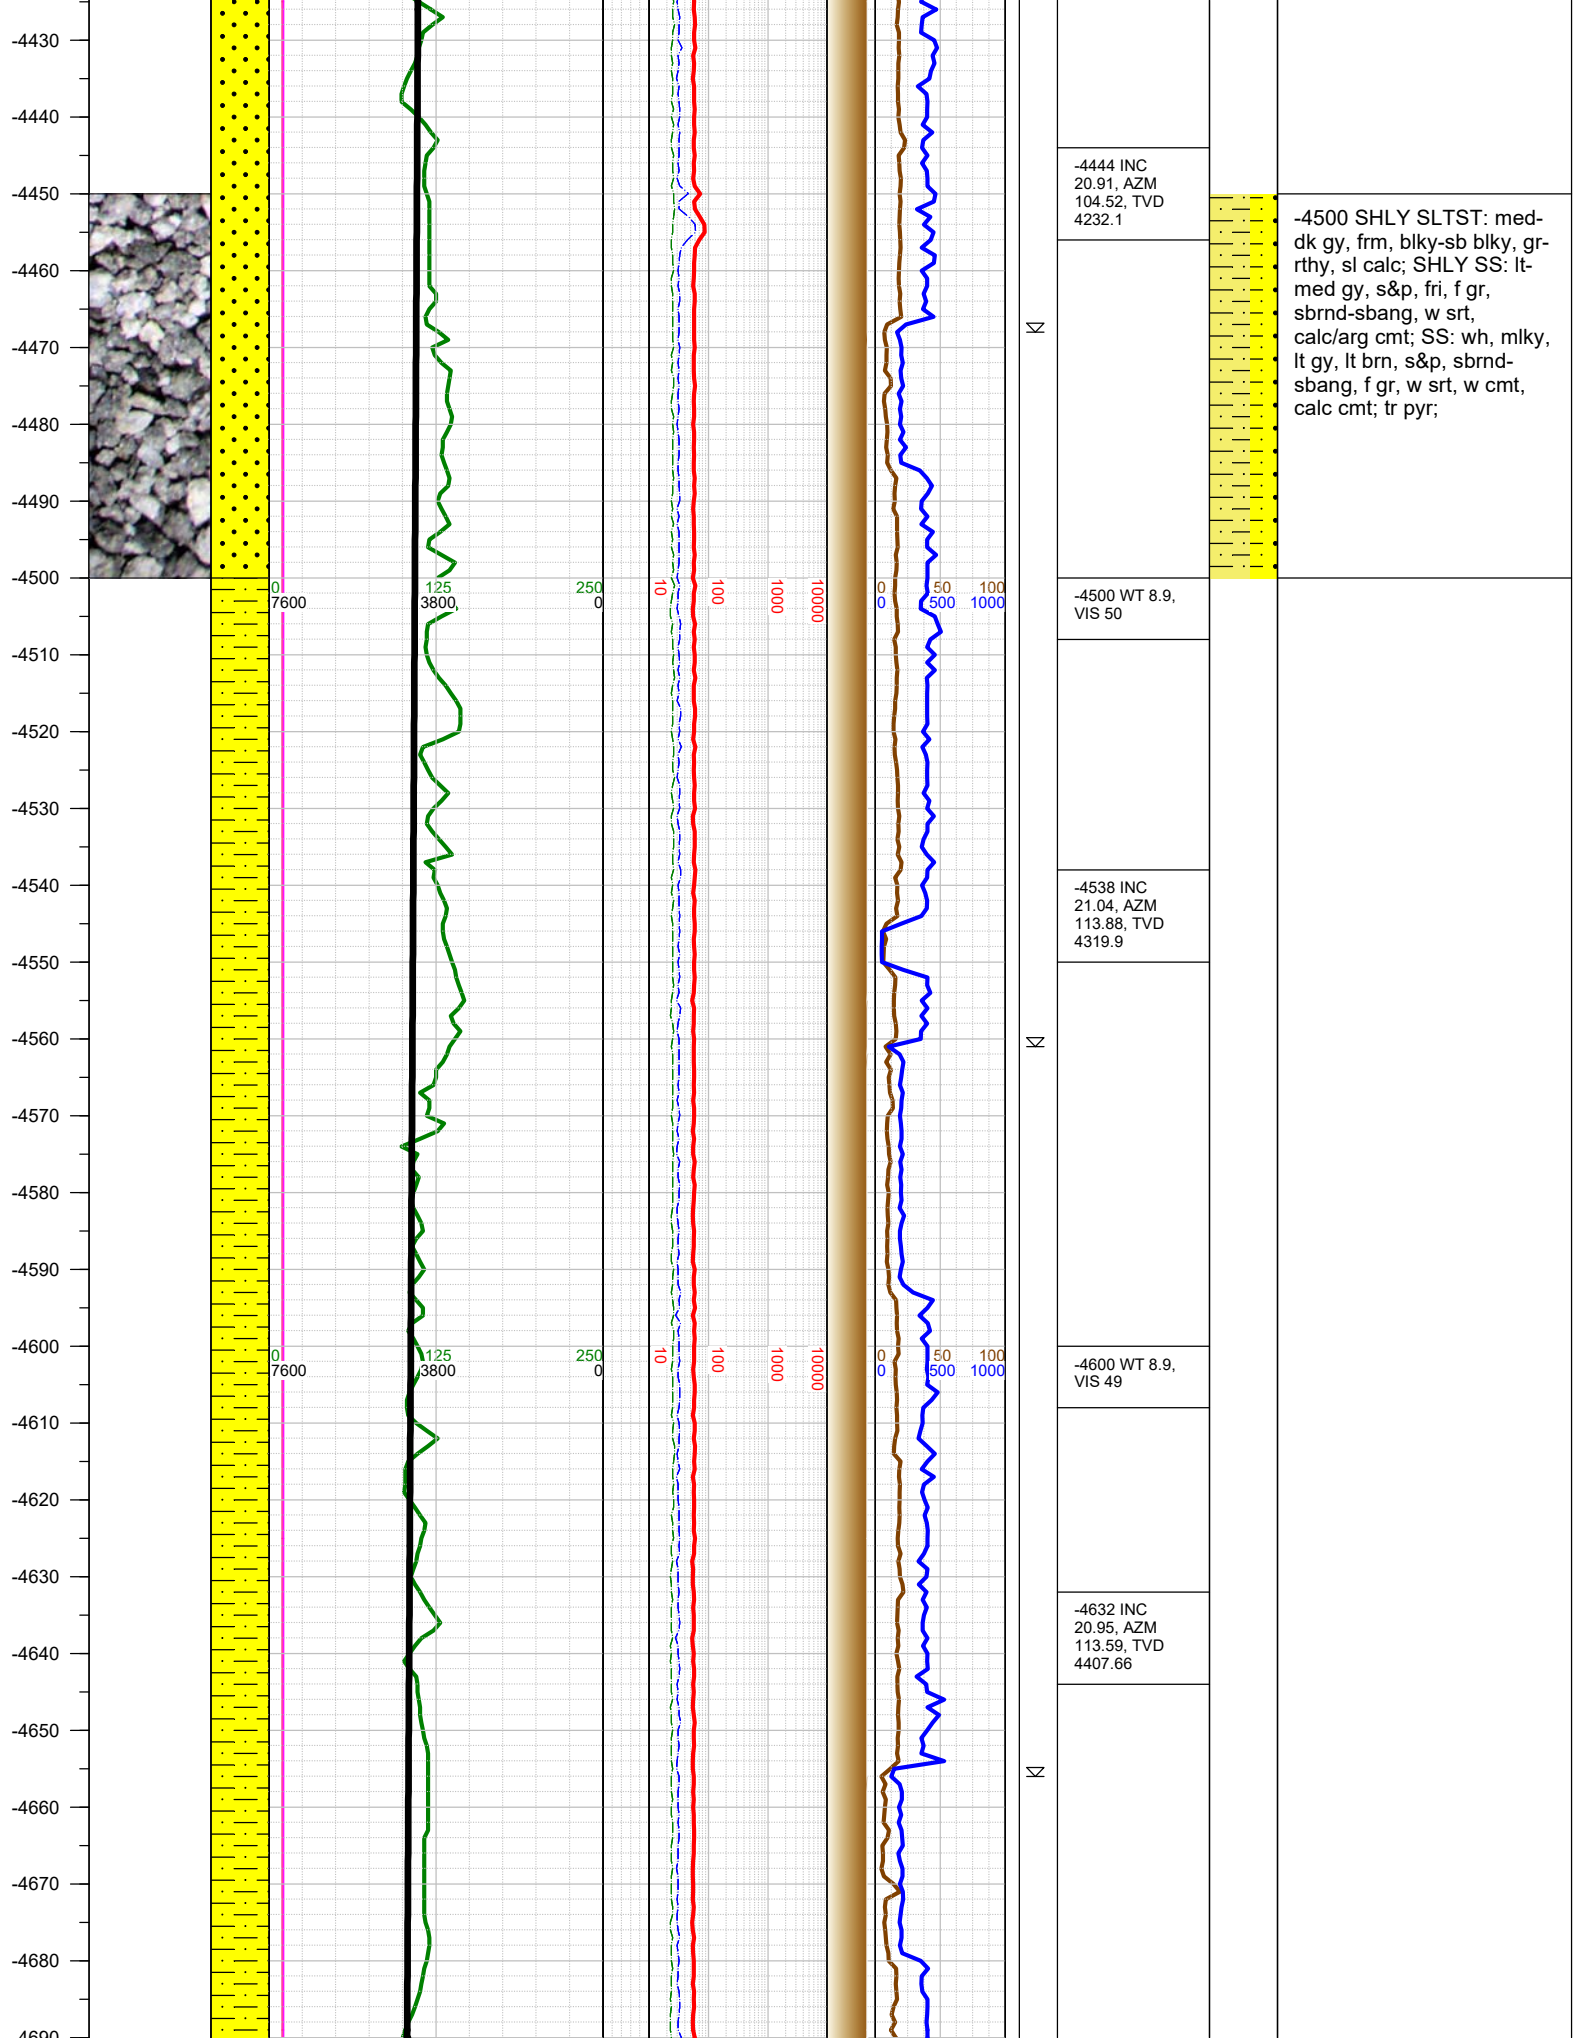 -4430
-4440
-4444 INC
20.91, AZM
104.52, TVD
4232.1
-4450
-4500 SHLY SLTST: med-
dk gy, frm, blky-sb blky, gr-
rthy, sl calc; SHLY SS: lt-
med gy, s&p, fri, f gr,
sbrnd-sbang, w srt,
calc/arg cmt; SS: wh, mlky,
lt gy, lt brn, s&p, sbrnd-
sbang, f gr, w srt, w cmt,
calc cmt; tr pyr;
-4460
-4470
-4480
-4490
-4500
0 125 250 10 100 1000 10000 0 50 100
7600 3800 0 0 500 1000
-4500 WT 8.9,
VIS 50
-4510
-4520
-4530
-4540
-4538 INC
21.04, AZM
113.88, TVD
4319.9
-4550
-4560
-4570
-4580
-4590
-4600
0 125 250 10 100 1000 10000 0 50 100
7600 3800 0 0 500 1000
-4600 WT 8.9,
VIS 49
-4610
-4620
-4630
-4632 INC
20.95, AZM
113.59, TVD
4407.66
-4640
-4650
-4660
-4670
-4680
-4690